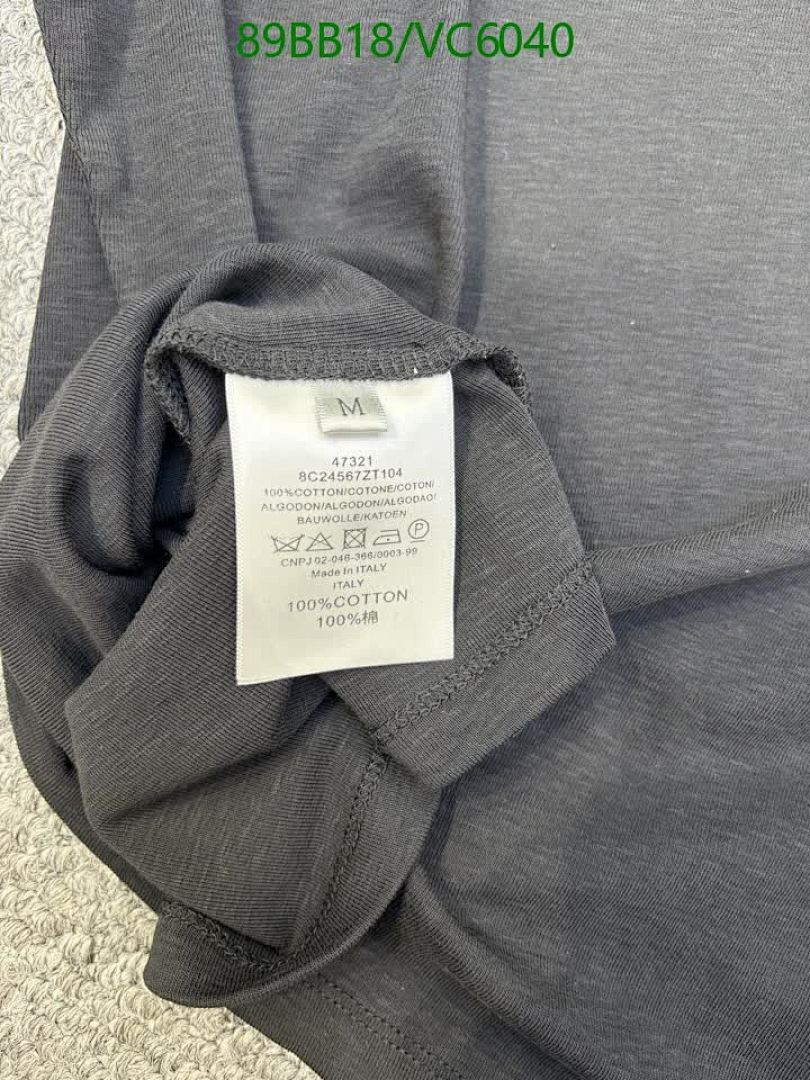 89BB18/VC6040
M
47321
8C24567ZT104
100%COTTON/COTONE/COTON/
ALGODON/ALGODON/ALGODAO/
BAUWOLLE/KATOEN
P
CNPJ 02-046-366/0003-99
Made in ITALY
ITALY
100%COTTON
100%棉